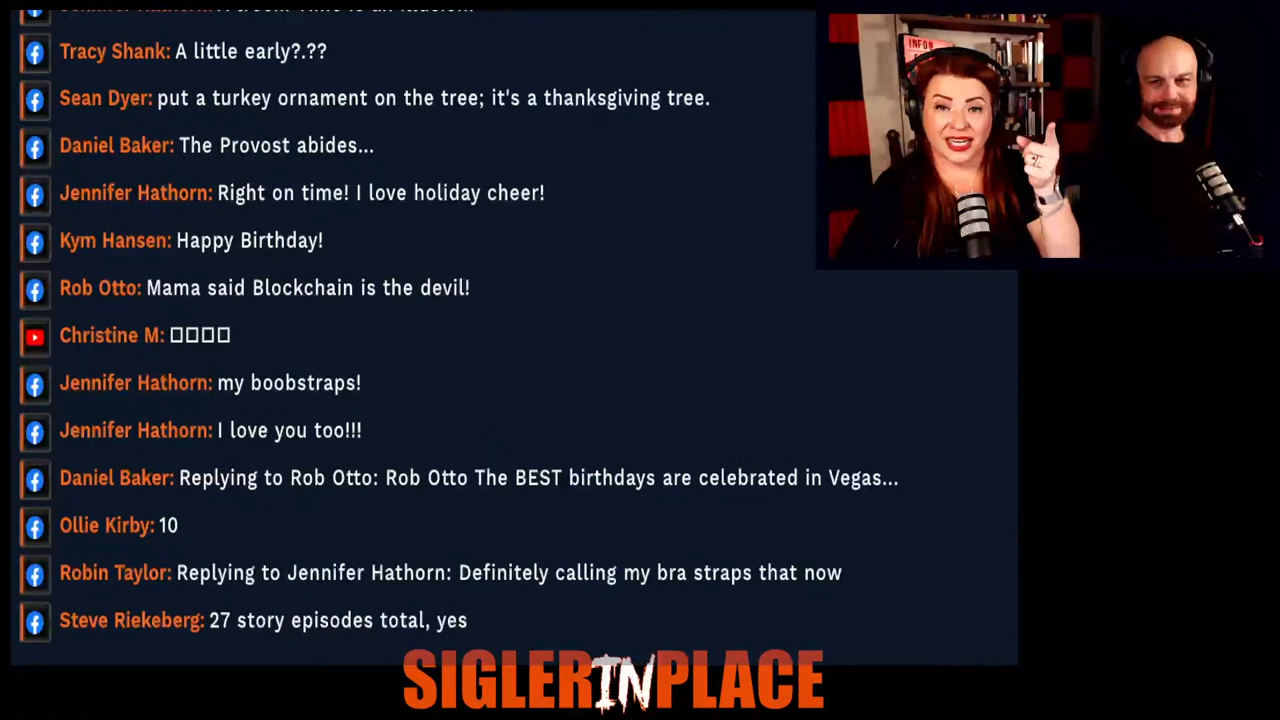 Tracy Shank: A little early?.??
Sean Dyer: put a turkey ornament on the tree; it's a thanksgiving tree.
Daniel Baker: The Provost abides...
Jennifer Hathorn: Right on time! I love holiday cheer!
Kym Hansen: Happy Birthday!
Rob Otto: Mama said Blockchain is the devil!
Christine M: □□□□
Jennifer Hathorn: my boobstraps!
Jennifer Hathorn: I love you too!!!
Daniel Baker: Replying to Rob Otto: Rob Otto The BEST birthdays are celebrated in Vegas...
Ollie Kirby: 10
Robin Taylor: Replying to Jennifer Hathorn: Definitely calling my bra straps that now
Steve Riekeberg: 27 story episodes total, yes
SIGLERINPLACE